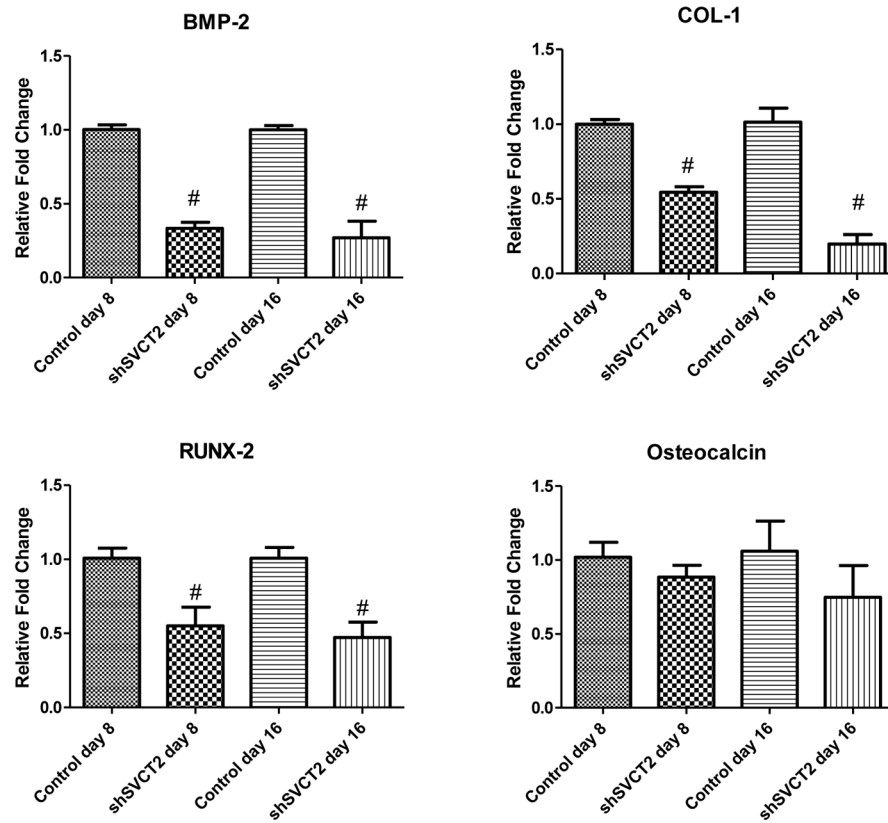 BMP-2
Relative Fold Change
1.5
1.0
0.5
0.0
#
#
Control day 8
shSVCT2 day 8
Control day 16
shSVCT2 day 16
COL-1
Relative Fold Change
1.5
1.0
0.5
0.0
#
#
Control day 8
shSVCT2 day 8
Control day 16
shSVCT2 day 16
RUNX-2
Relative Fold Change
1.5
1.0
0.5
0.0
#
#
Control day 8
shSVCT2 day 8
Control day 16
shSVCT2 day 16
Osteocalcin
Relative Fold Change
1.5
1.0
0.5
0.0
Control day 8
shSVCT2 day 8
Control day 16
shSVCT2 day 16